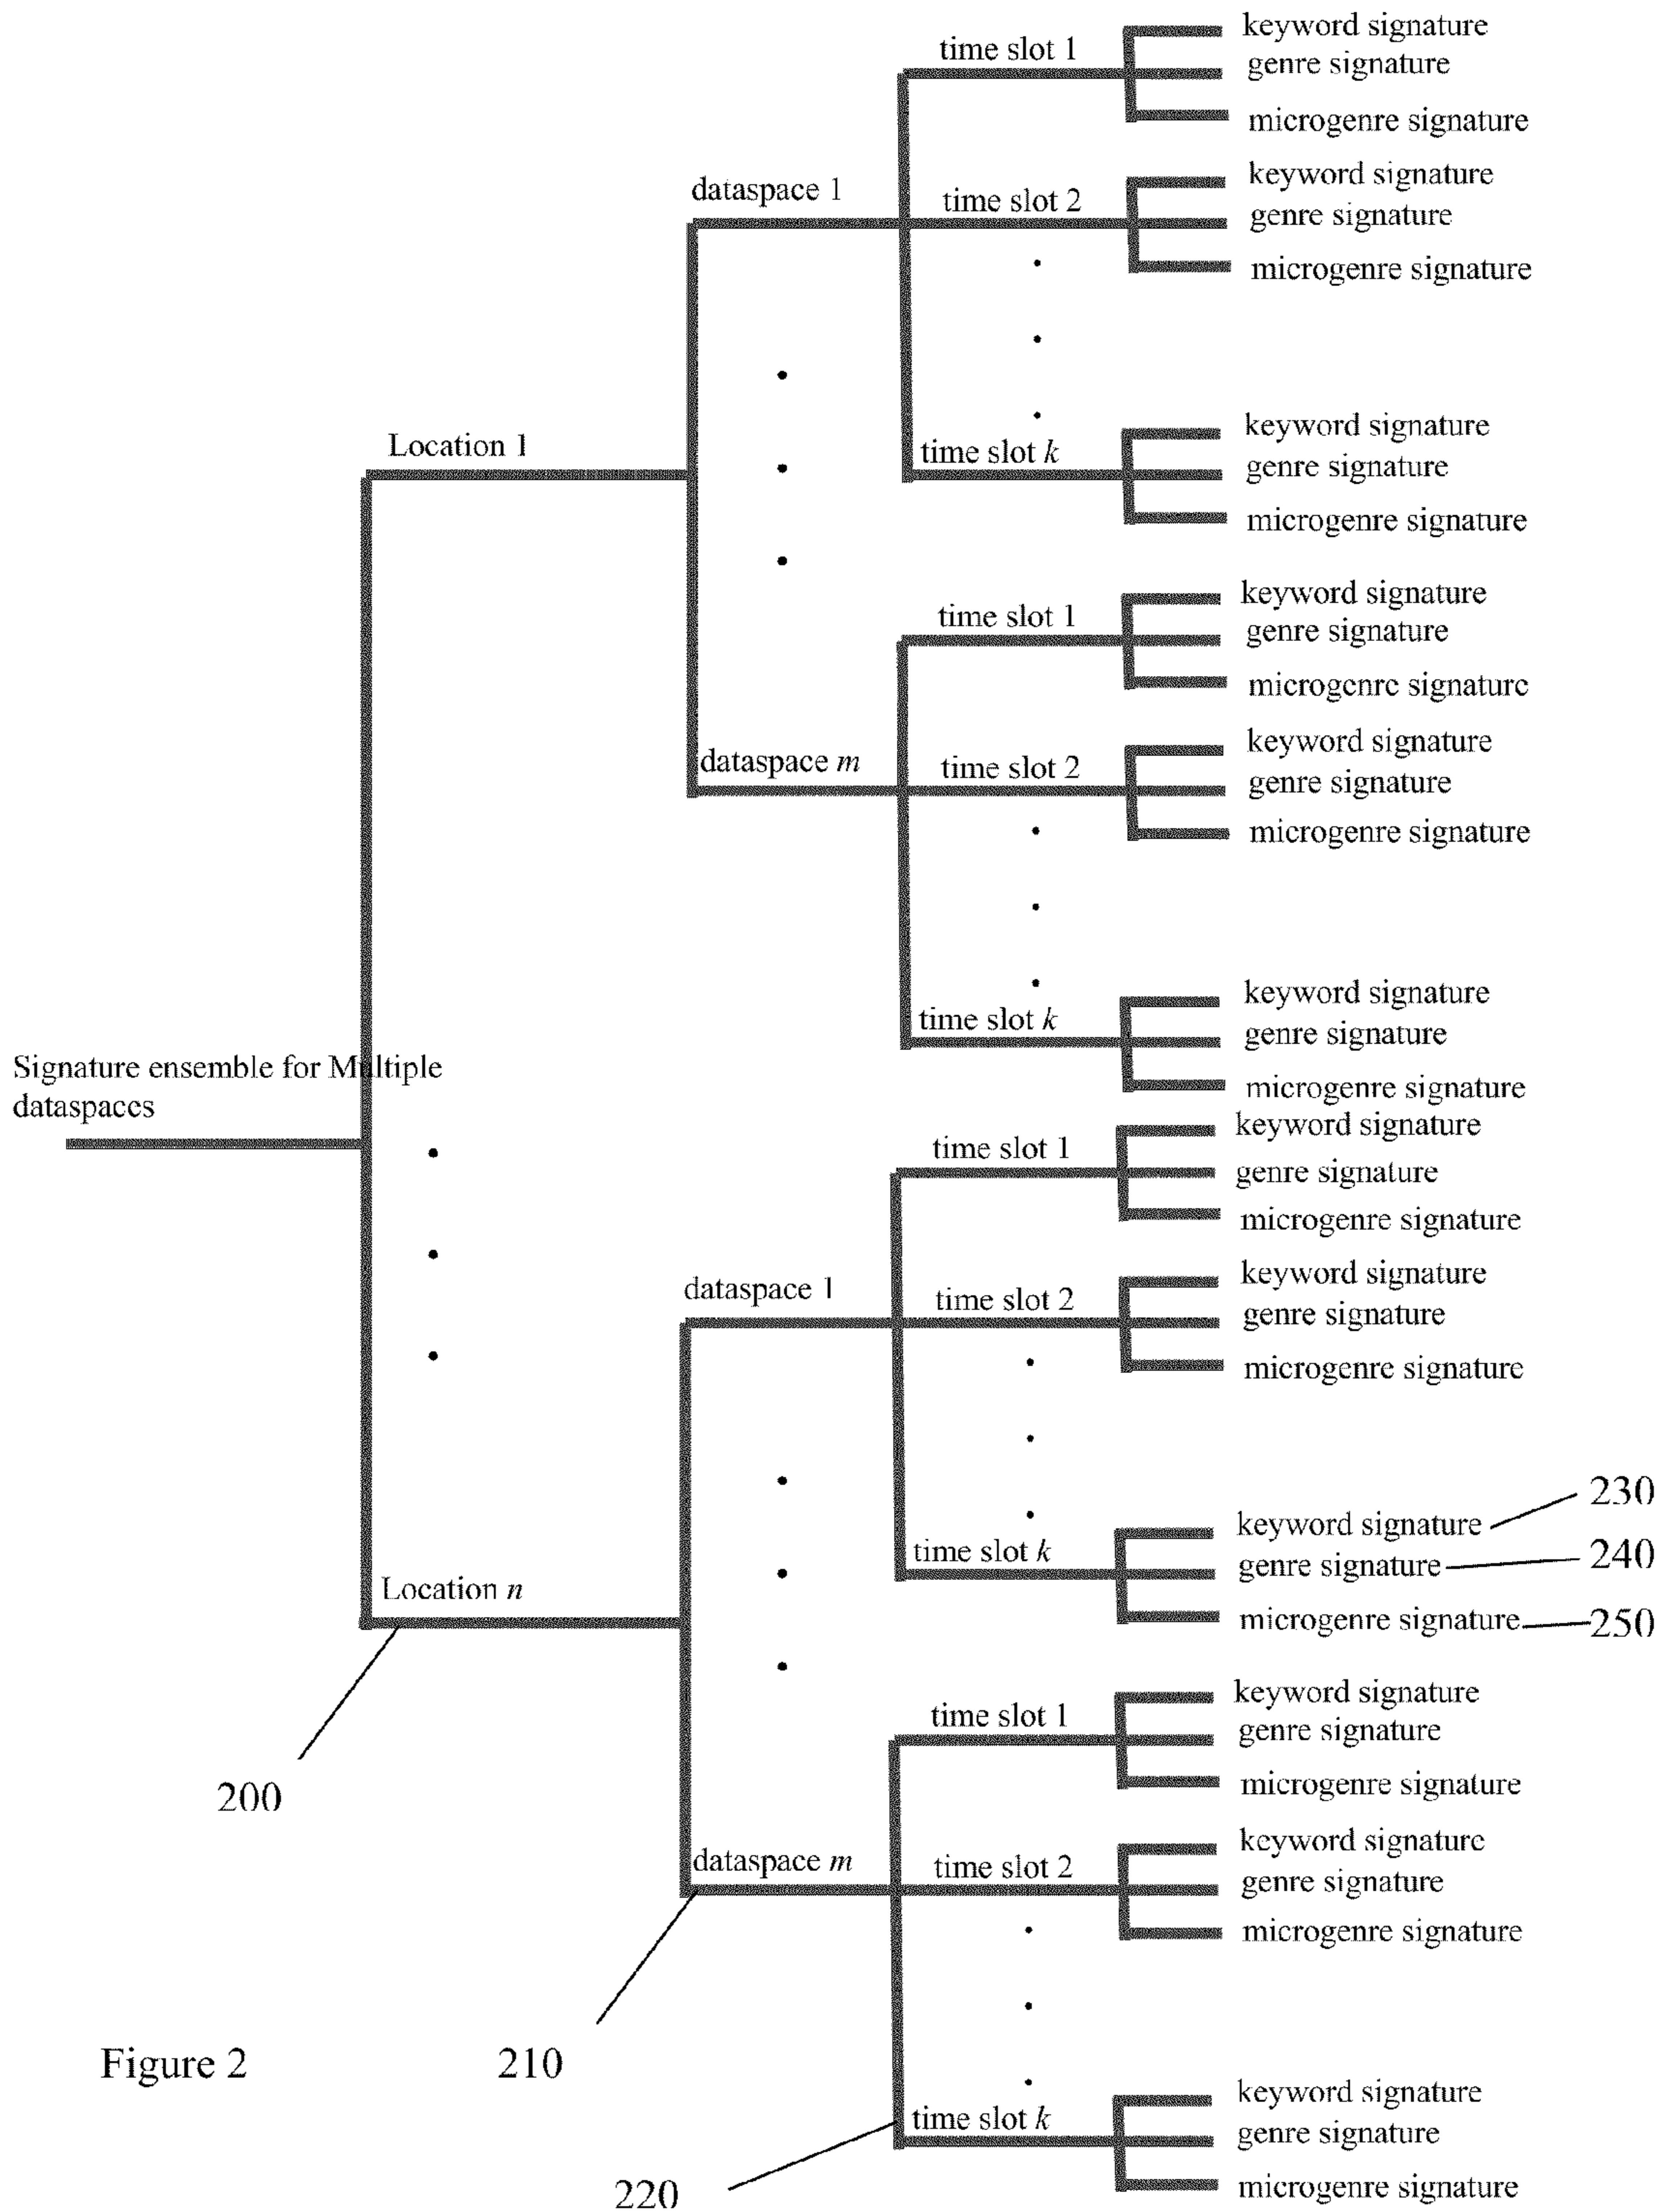 keyword signature
time slot 1
genre signature
microgenre signature
keyword signature
dataspace 1
time slot 2
genre signature
microgenre signature
keyword signature
Location 1
time slot k
genre signature
microgenre signature
keyword signature
time slot 1
genre signature
microgenre signature
keyword signature
dataspace m
time slot 2
genre signature
microgenre signature
keyword signature
time slot k
genre signature
Signature ensemble for Multiple
dataspaces
microgenre signature
keyword signature
time slot 1
genre signature
microgenre signature
keyword signature
dataspace 1
time slot 2
genre signature
microgenre signature
230
keyword signature
time slot k
genre signature
240
Location n
microgenre signature
250
keyword signature
time slot 1
genre signature
microgenre signature
200
keyword signature
dataspace m
time slot 2
genre signature
microgenre signature
Figure 2
210
keyword signature
time slot k
genre signature
microgenre signature
220